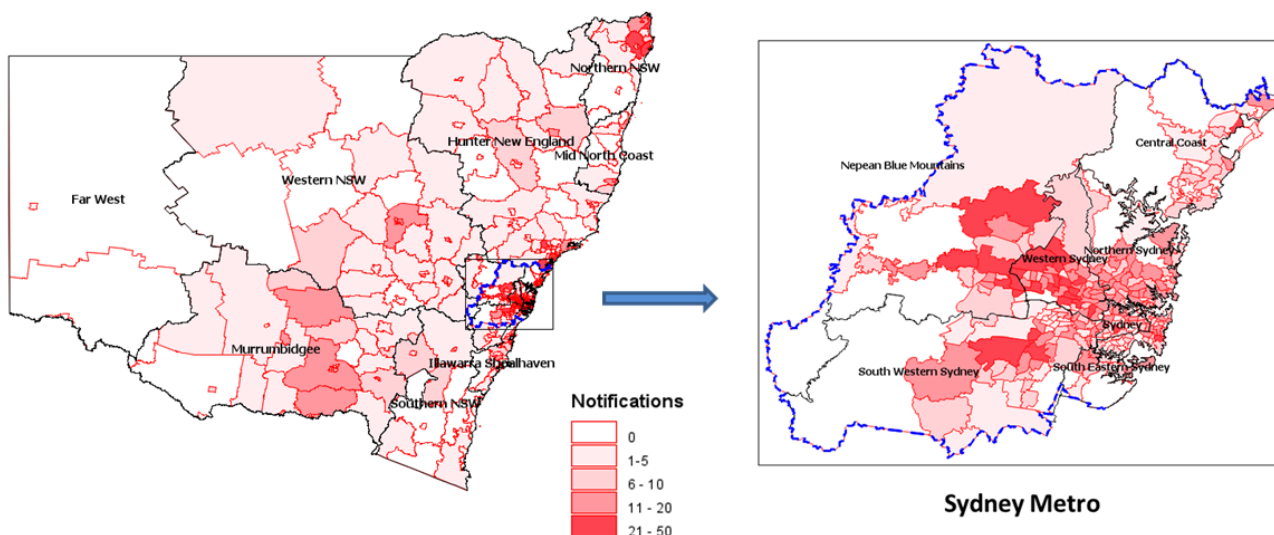 Northern NSW
Hunter New England
Mid North Coast
Western NSW
Far West
Murrumbidgee
Illawarra Shoalhaven
Southern NSW
Notifications
0
1-5
6 - 10
11 - 20
21 - 50
Central Coast
Nepean Blue Mountains
Northern Sydney
Western Sydney
Sydney
South Western Sydney
South Eastern Sydney
Sydney Metro